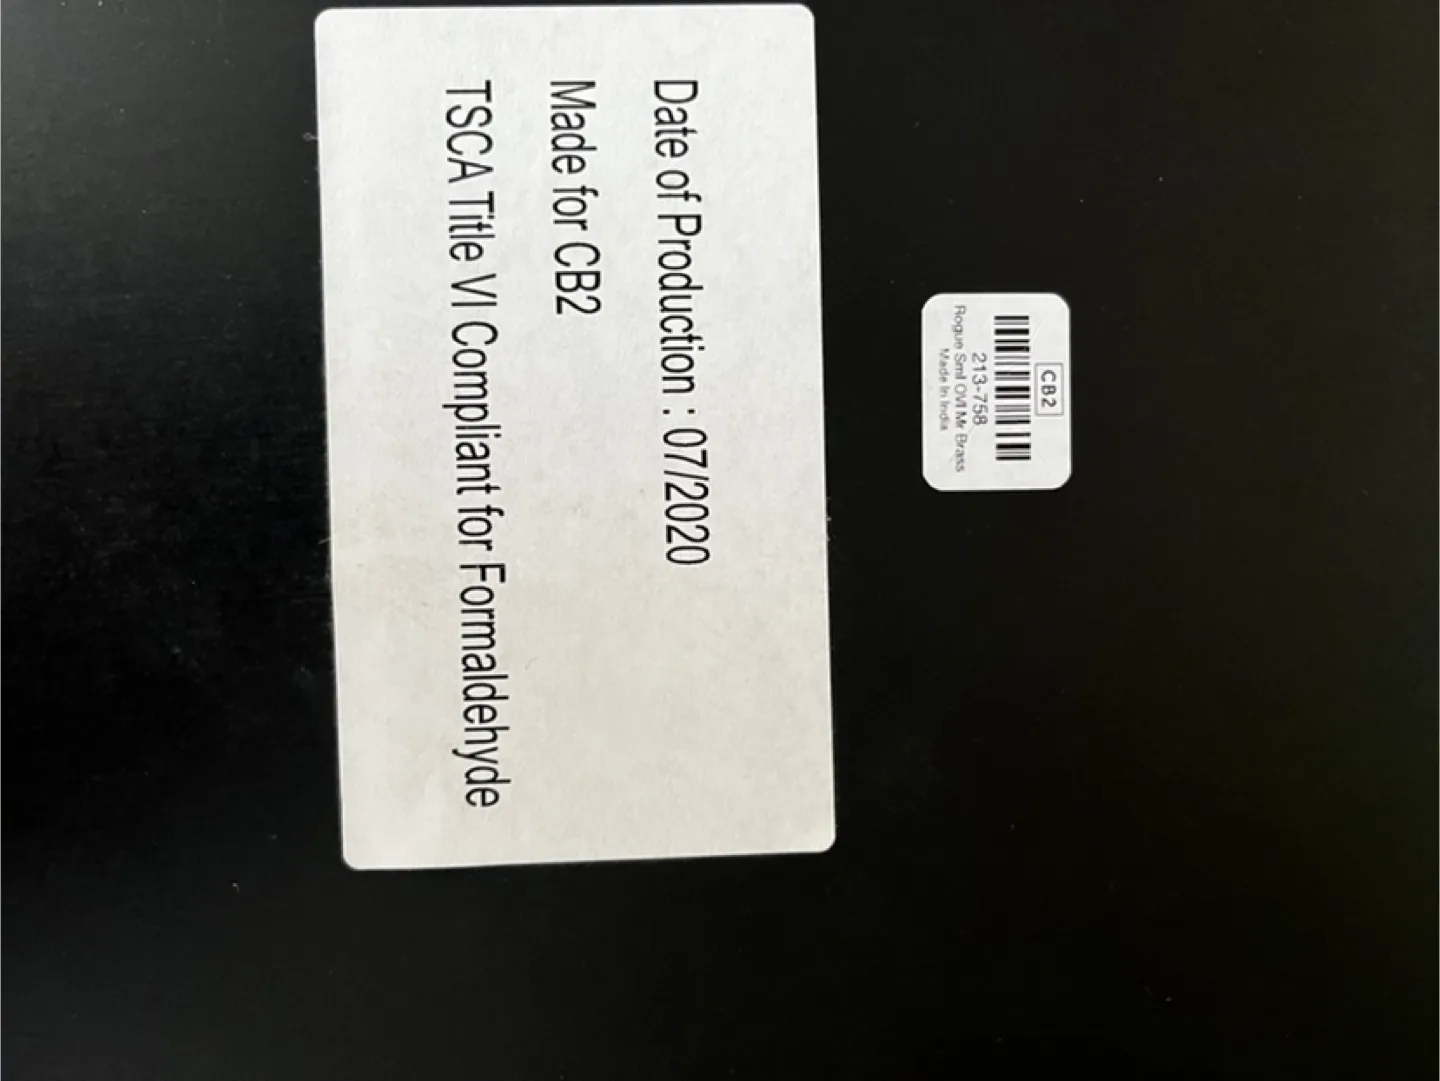 Date of Production : 07/2020
Made for CB2
TSCA Title VI Compliant for Formaldehyde
CB2
213-758
Rogue Sml OVl Mr Brass
Made In India